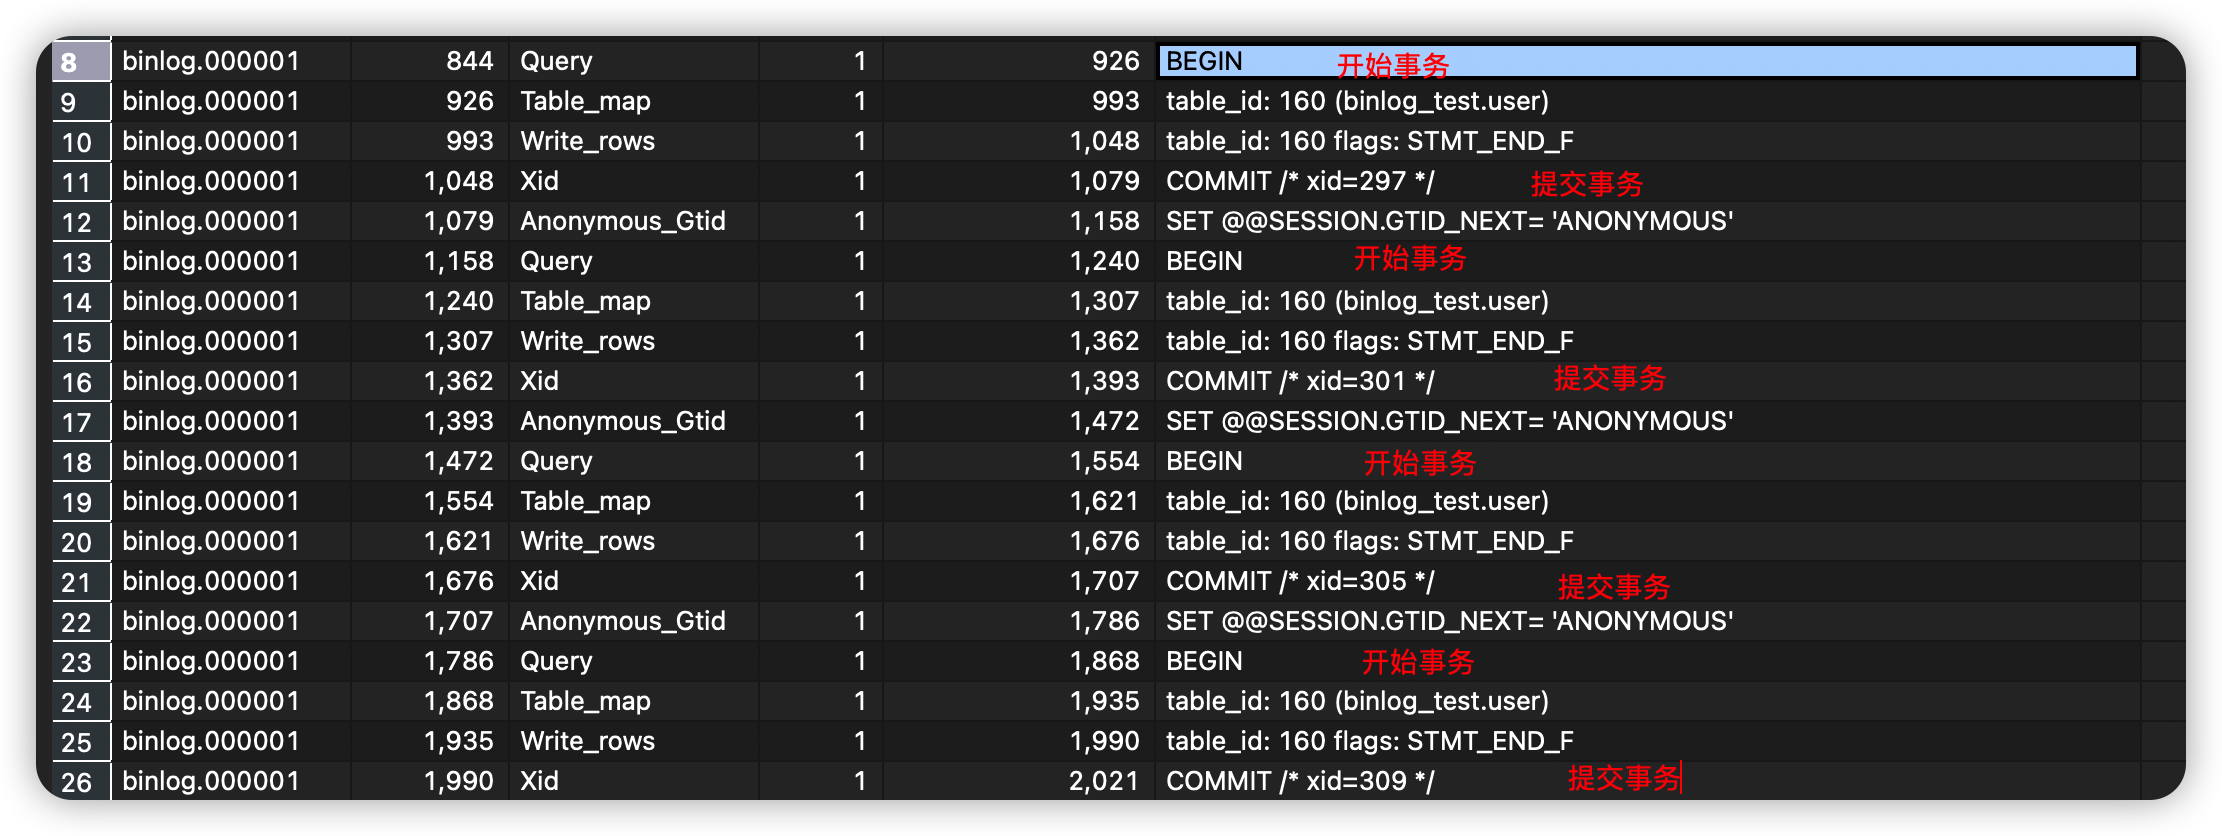 8 binlog.000001 844 Query 1 926 BEGIN 开始事务
9 binlog.000001 926 Table_map 1 993 table_id: 160 (binlog_test.user)
10 binlog.000001 993 Write_rows 1 1,048 table_id: 160 flags: STMT_END_F
11 binlog.000001 1,048 Xid 1 1,079 COMMIT /* xid=297 */ 提交事务
12 binlog.000001 1,079 Anonymous_Gtid 1 1,158 SET @@SESSION.GTID_NEXT= 'ANONYMOUS'
13 binlog.000001 1,158 Query 1 1,240 BEGIN 开始事务
14 binlog.000001 1,240 Table_map 1 1,307 table_id: 160 (binlog_test.user)
15 binlog.000001 1,307 Write_rows 1 1,362 table_id: 160 flags: STMT_END_F
16 binlog.000001 1,362 Xid 1 1,393 COMMIT /* xid=301 */ 提交事务
17 binlog.000001 1,393 Anonymous_Gtid 1 1,472 SET @@SESSION.GTID_NEXT= 'ANONYMOUS'
18 binlog.000001 1,472 Query 1 1,554 BEGIN 开始事务
19 binlog.000001 1,554 Table_map 1 1,621 table_id: 160 (binlog_test.user)
20 binlog.000001 1,621 Write_rows 1 1,676 table_id: 160 flags: STMT_END_F
21 binlog.000001 1,676 Xid 1 1,707 COMMIT /* xid=305 */ 提交事务
22 binlog.000001 1,707 Anonymous_Gtid 1 1,786 SET @@SESSION.GTID_NEXT= 'ANONYMOUS'
23 binlog.000001 1,786 Query 1 1,868 BEGIN 开始事务
24 binlog.000001 1,868 Table_map 1 1,935 table_id: 160 (binlog_test.user)
25 binlog.000001 1,935 Write_rows 1 1,990 table_id: 160 flags: STMT_END_F
26 binlog.000001 1,990 Xid 1 2,021 COMMIT /* xid=309 */ 提交事务